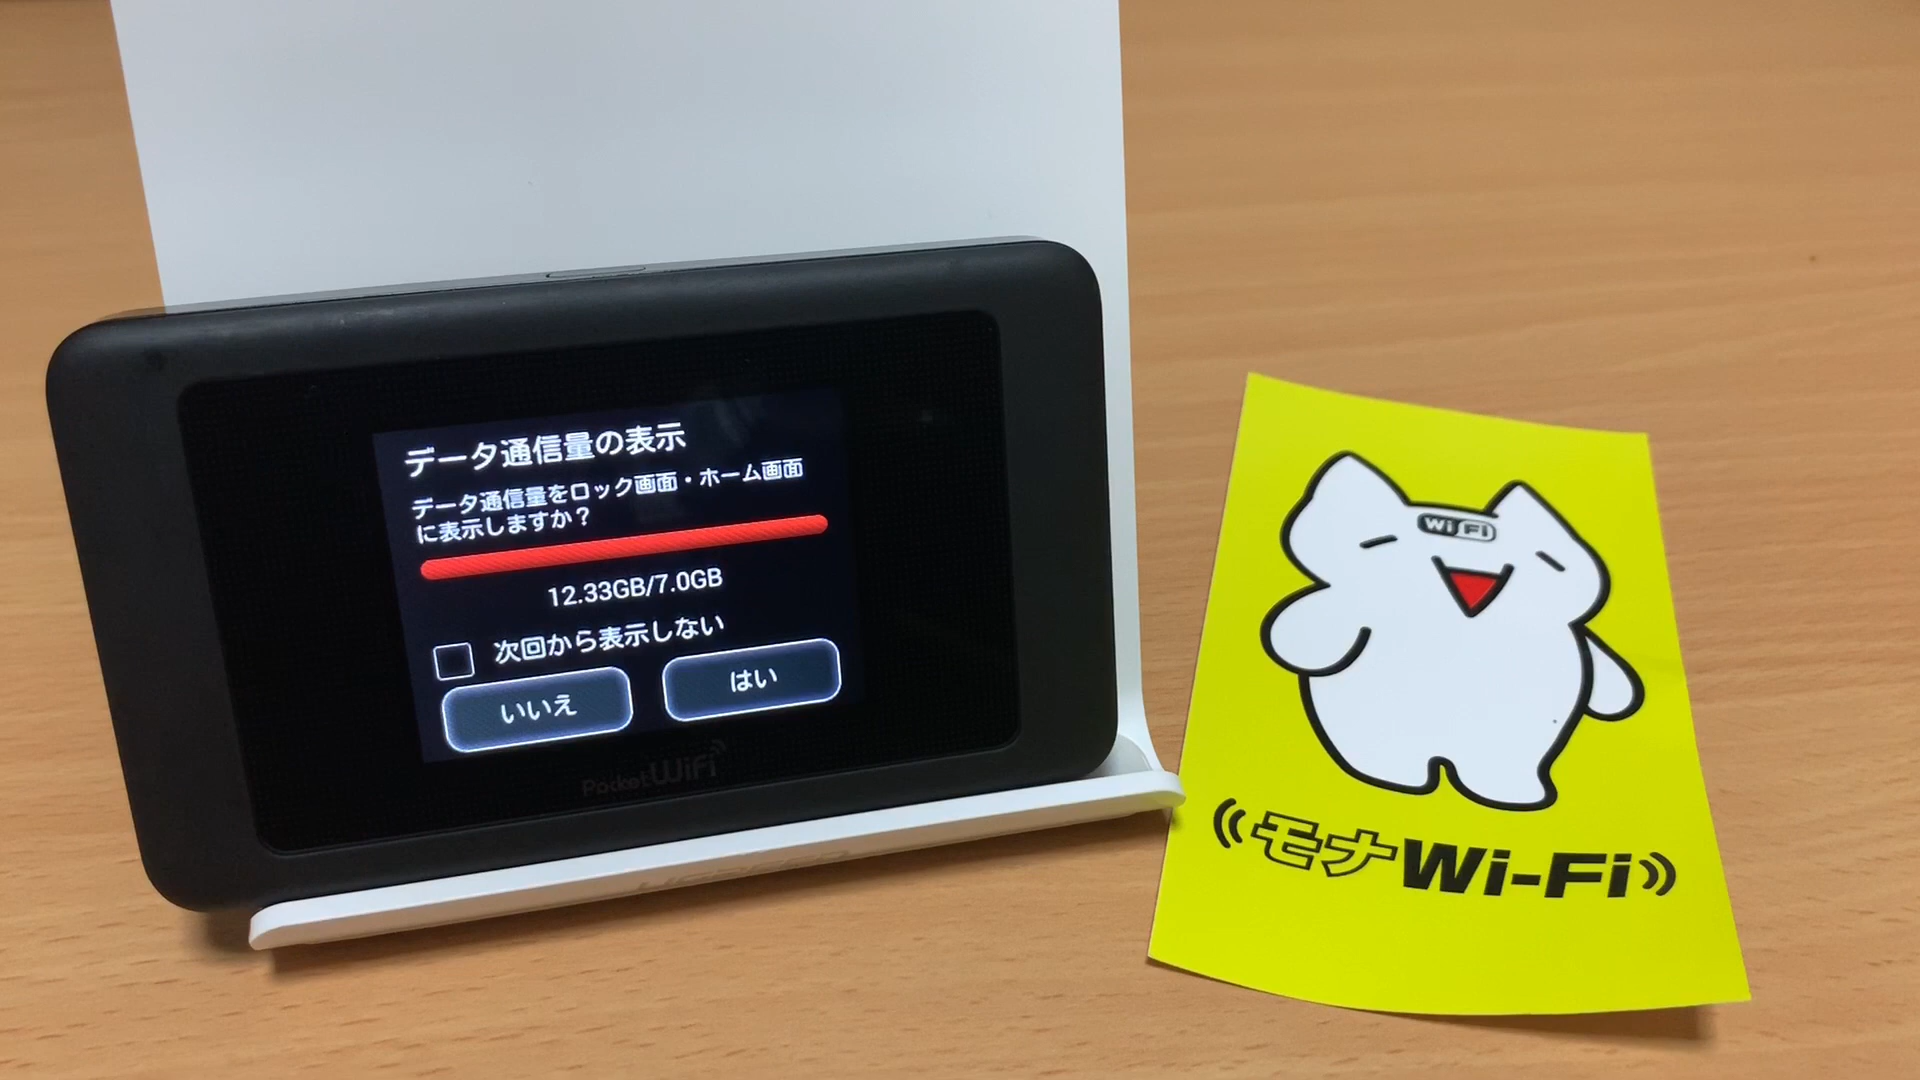 データ通信量の表示
データ通信量をロック画面・ホーム画面
に表示しますか？
12.33GB/7.0GB
次回から表示しない
いいえ
はい
Pocket WiFi
Wi Fi
モナWi-Fi